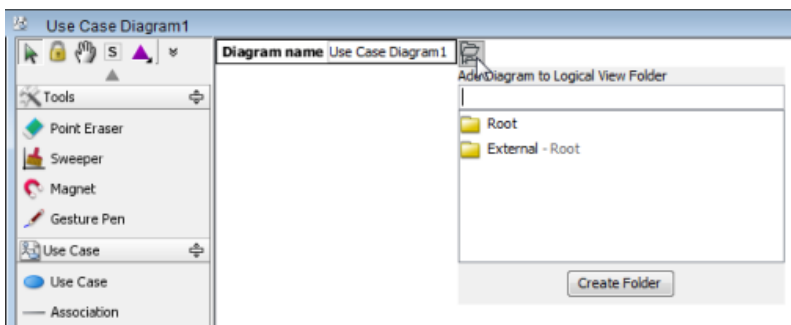 Use Case Diagram1
S
Diagram name Use Case Diagram1
Add Diagram to Logical View Folder
Tools
Root
Point Eraser
External - Root
Sweeper
Magnet
Gesture Pen
Use Case
Use Case
Create Folder
Association